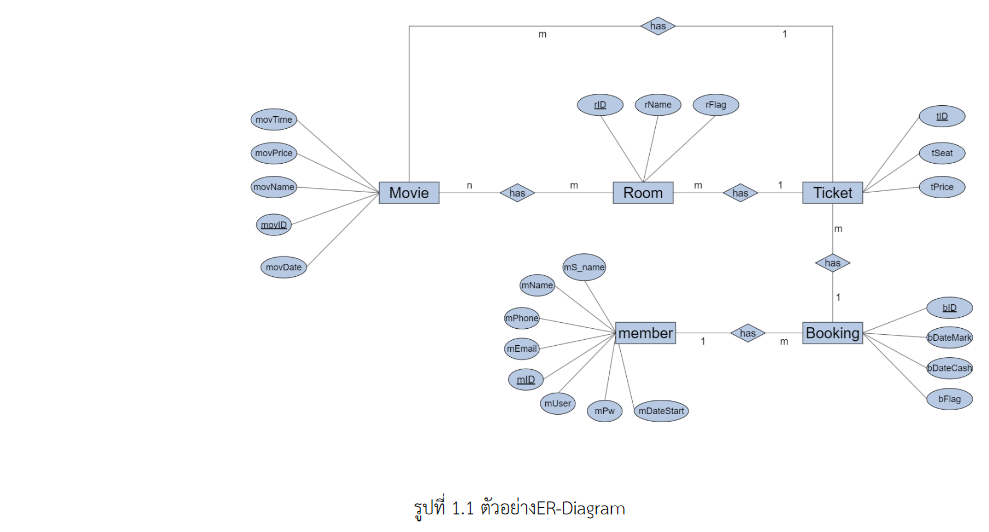 has
m
1
rID
rName
rFlag
movTime
movPrice
movName
movID
movDate
Movie
n
has
m
Room
m
has
1
Ticket
tID
tSeat
tPrice
m
has
1
mS_name
mName
mPhone
mEmail
mID
mUser
mPw
mDateStart
member
1
has
m
Booking
bID
bDateMark
bDateCash
bFlag
รูปที่ 1.1 ตัวอย่างER-Diagram